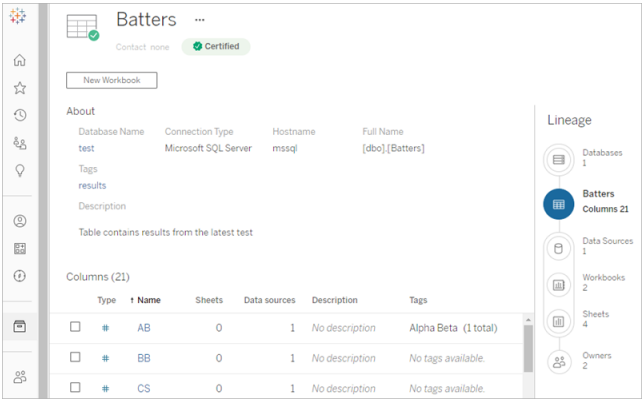 Batters ...
Contact none Certified
New Workbook
About
Database Name Connection Type Hostname Full Name
test Microsoft SQL Server mssql [dbo].[Batters]
Tags
results
Description
Table contains results from the latest test
Columns (21)
Type ↑ Name Sheets Data sources Description Tags
# AB 0 1 No description Alpha Beta (1 total)
# BB 0 1 No description No tags available.
# CS 0 1 No description No tags available.
Lineage
Databases
1
Batters
Columns 21
Data Sources
1
Workbooks
2
Sheets
4
Owners
2